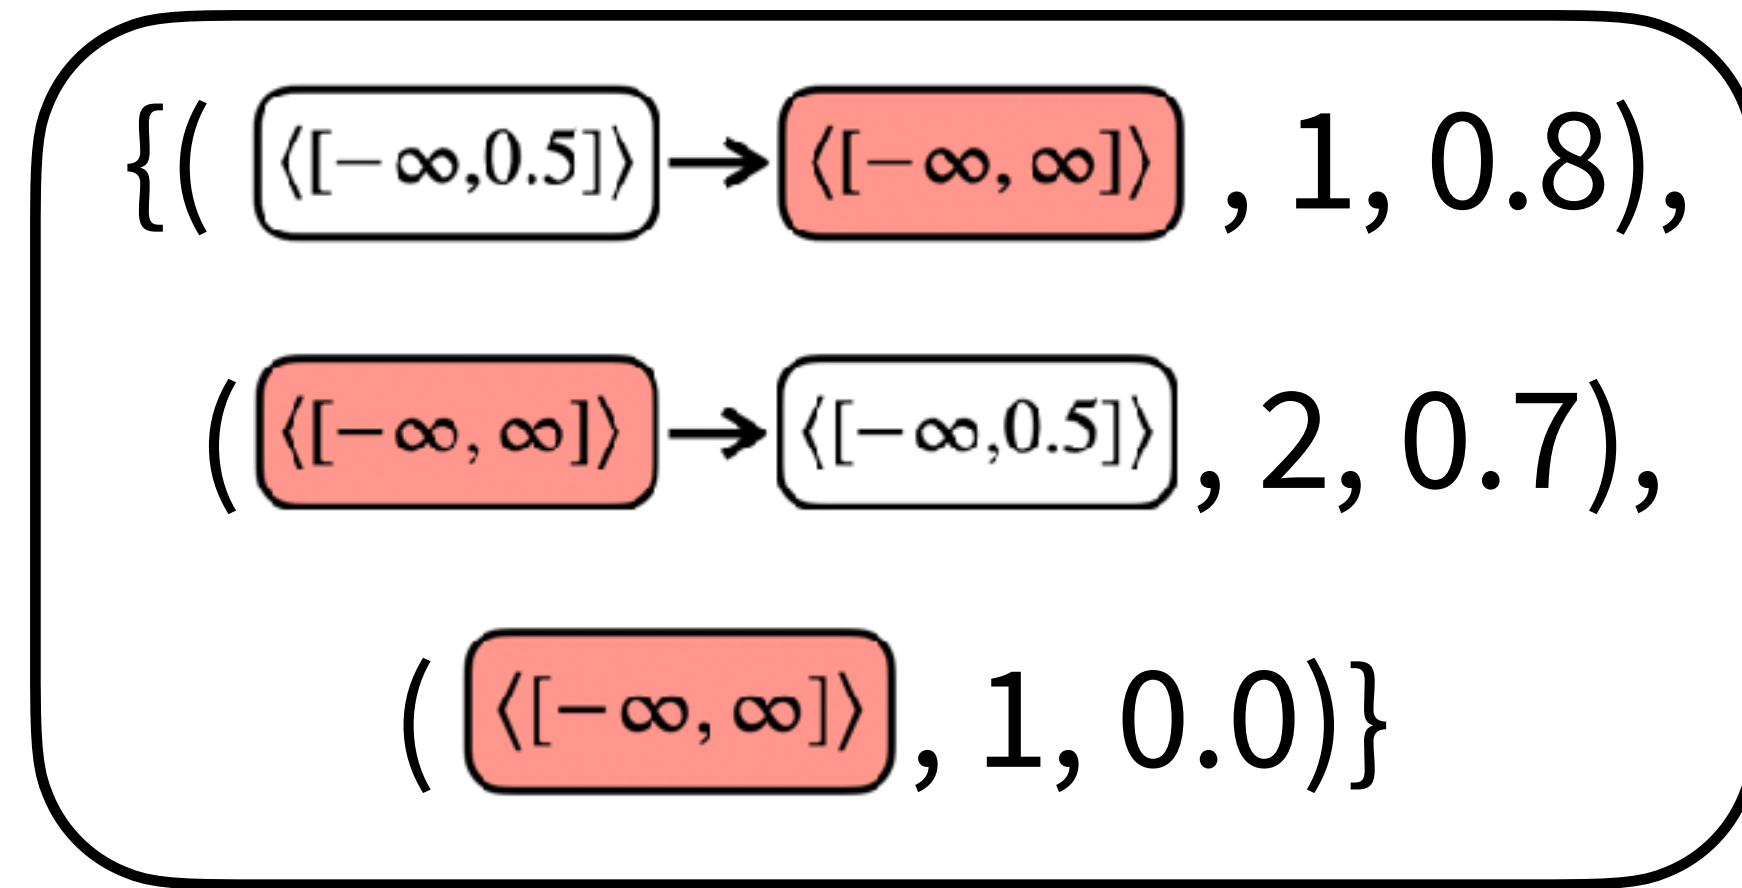 {( ⟨[−∞,0.5]⟩ → ⟨[−∞, ∞]⟩ , 1, 0.8),
( ⟨[−∞, ∞]⟩ → ⟨[−∞,0.5]⟩ , 2, 0.7),
( ⟨[−∞, ∞]⟩ , 1, 0.0)}